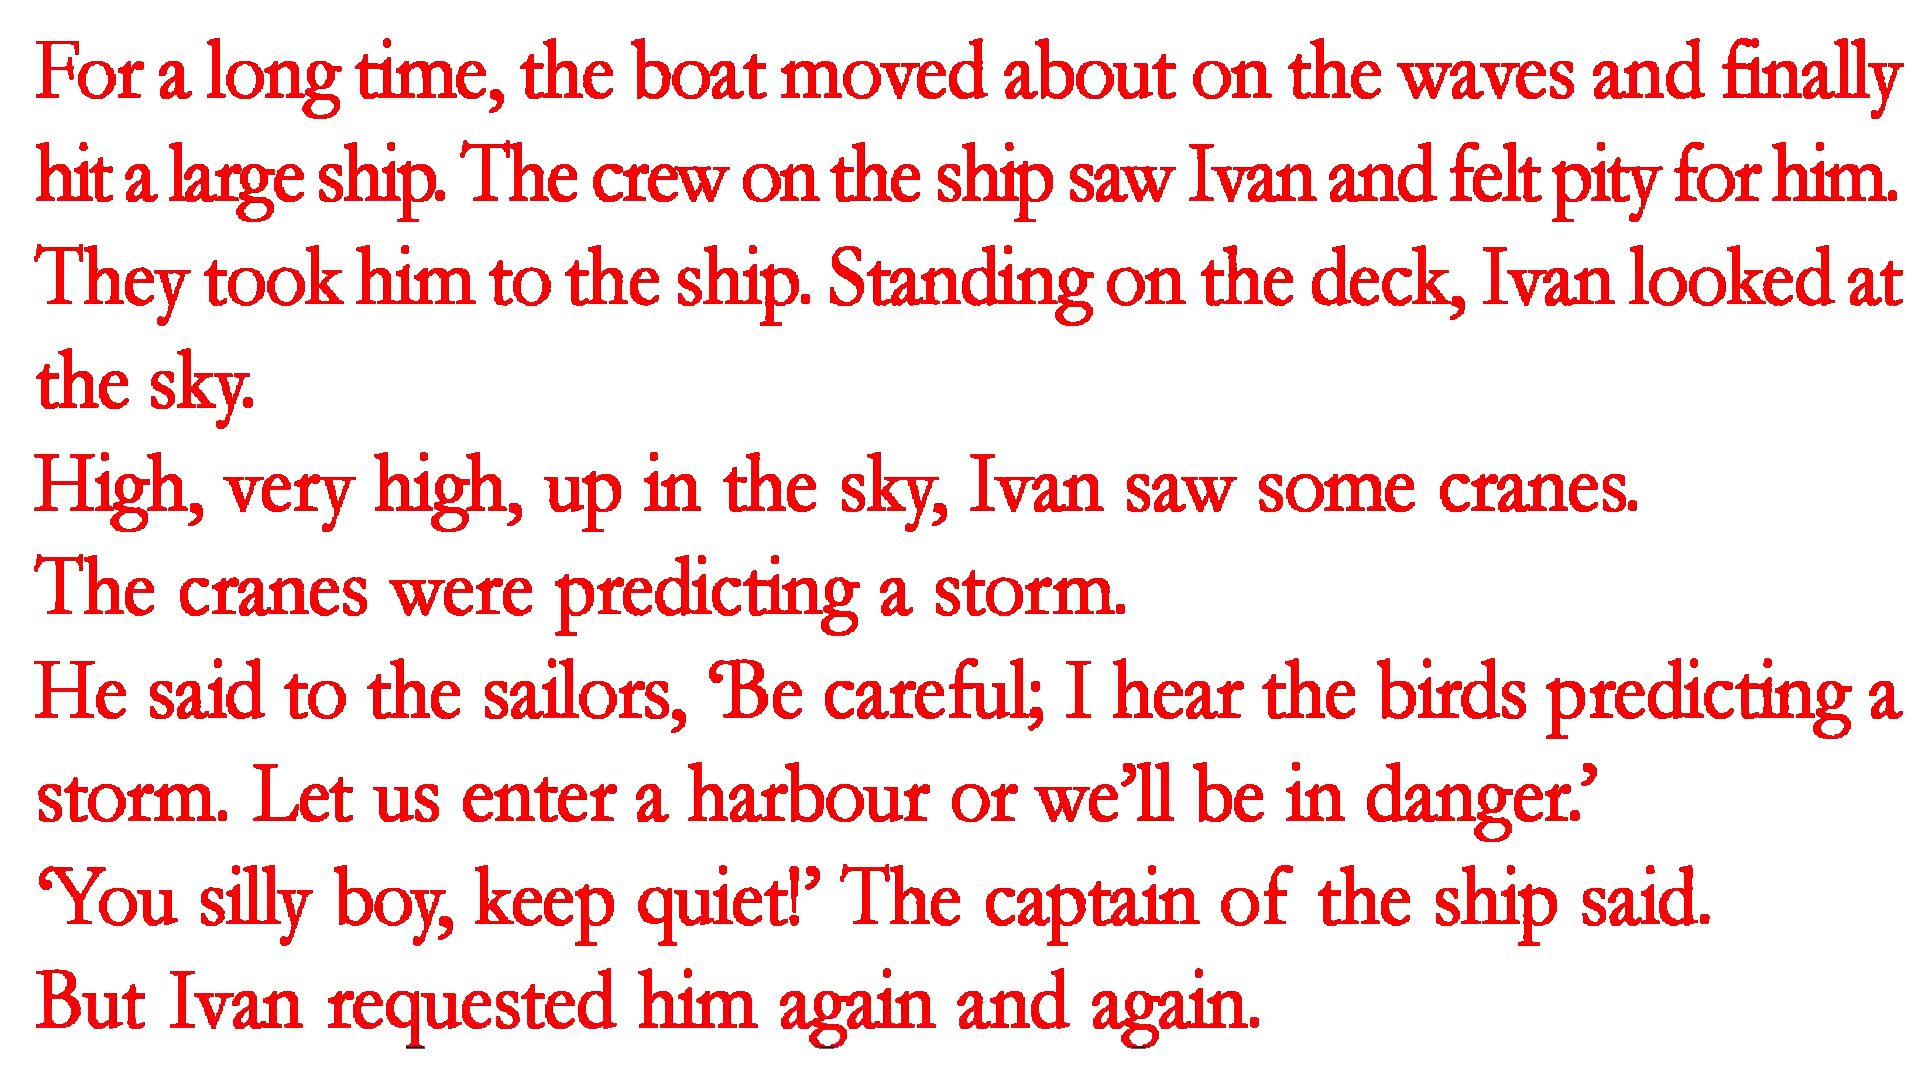 For a long time, the boat moved about on the waves and finally
hit a large ship. The crew on the ship saw Ivan and felt pity for him.
They took him to the ship. Standing on the deck, Ivan looked at
the sky.
High, very high, up in the sky, Ivan saw some cranes.
The cranes were predicting a storm.
He said to the sailors, ‘Be careful; I hear the birds predicting a
storm. Let us enter a harbour or we’ll be in danger.’
‘You silly boy, keep quiet!’ The captain of the ship said.
But Ivan requested him again and again.